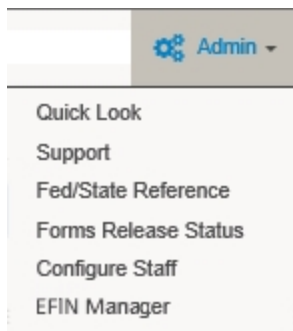 Admin
Quick Look
Support
Fed/State Reference
Forms Release Status
Configure Staff
EFIN Manager